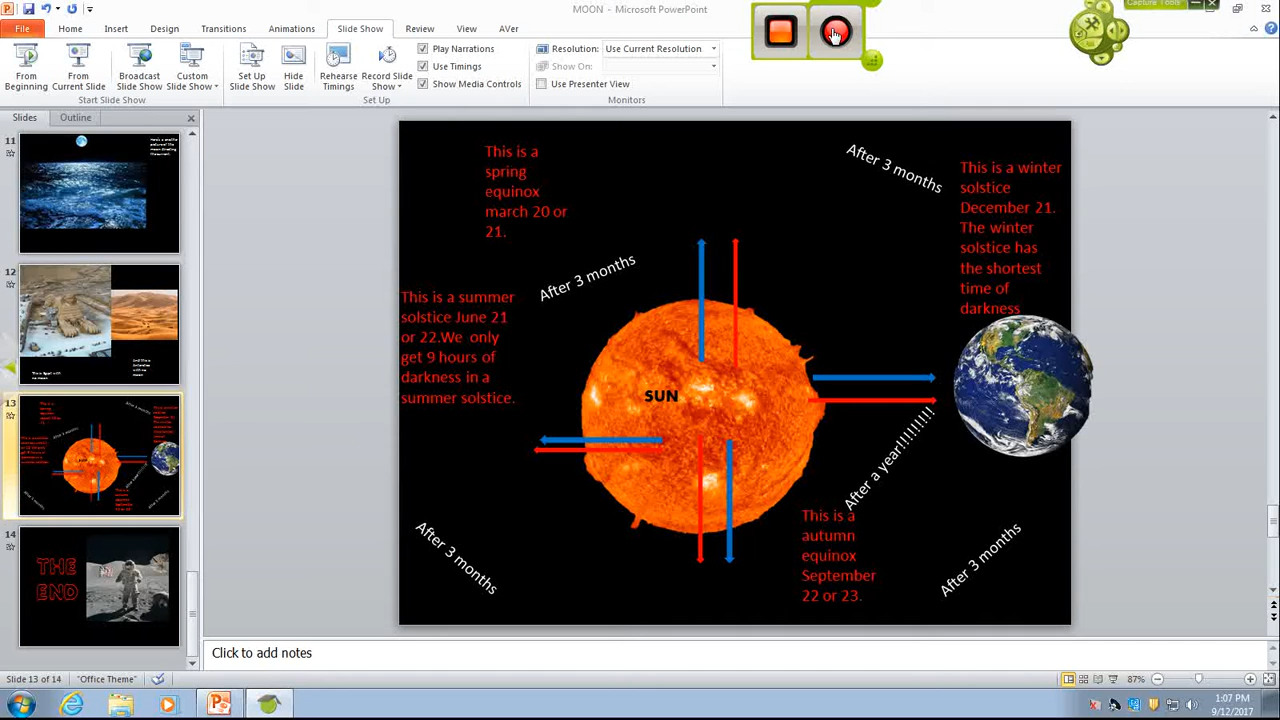 MOON - Microsoft PowerPoint
Capture Tools
File Home Insert Design Transitions Animations Slide Show Review View AVer
From Beginning
From Current Slide
Broadcast Slide Show
Custom Slide Show
Set Up Slide Show
Hide Slide
Rehearse Timings
Record Slide Show
Play Narrations
Use Timings
Show Media Controls
Resolution: Use Current Resolution
Show On:
Use Presenter View
Start Slide Show
Set Up
Monitors
Slides Outline
11
12
13
14
THE
END
This is a
spring
equinox
march 20 or
21.
After 3 months
This is a winter
solstice
December 21.
The winter
solstice has
the shortest
time of
darkness
After 3 months
This is a summer
solstice June 21
or 22.We only
get 9 hours of
darkness in a
summer solstice.
SUN
After a year!!!!!!!!!
This is a
autumn
equinox
September
22 or 23.
After 3 months
After 3 months
Click to add notes
Slide 13 of 14
"Office Theme"
87%
1:07 PM
9/12/2017